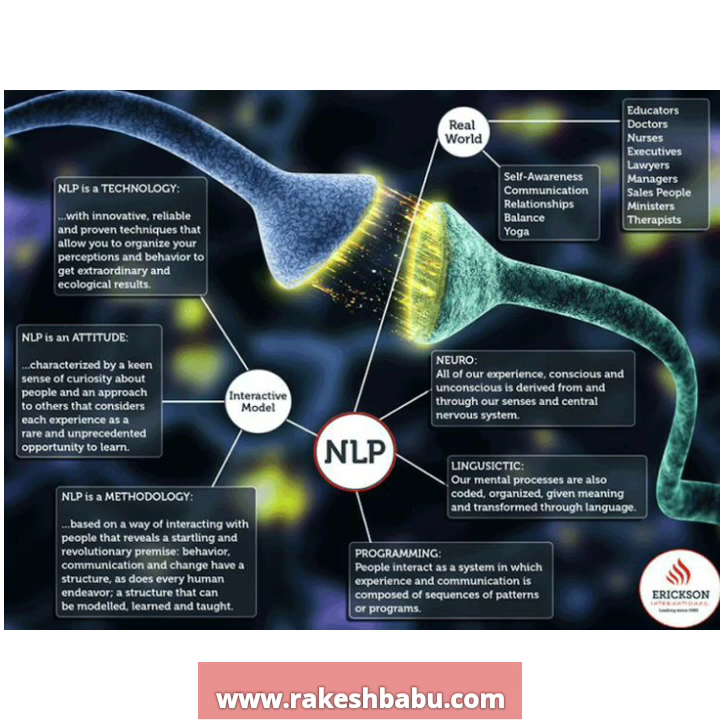 Real
World
Educators
Doctors
Nurses
Executives
Lawyers
Managers
Sales People
Ministers
Therapists
Self-Awareness
Communication
Relationships
Balance
Yoga
NLP is a TECHNOLOGY:
...with innovative, reliable
and proven techniques that
allow you to organize your
perceptions and behavior to
get extraordinary and
ecological results.
NLP is an ATTITUDE:
...characterized by a keen
sense of curiosity about
people and an approach
to others that considers
each experience as a
rare and unprecedented
opportunity to learn.
Interactive
Model
NLP is a METHODOLOGY:
...based on a way of interacting with
people that reveals a startling and
revolutionary premise: behavior,
communication and change have a
structure, as does every human
endeavor; a structure that can
be modelled, learned and taught.
NLP
NEURO:
All of our experience, conscious and
unconscious is derived from and
through our senses and central
nervous system.
LINGUSICTIC:
Our mental processes are also
coded, organized, given meaning
and transformed through language.
PROGRAMMING:
People interact as a system in which
experience and communication is
composed of sequences of patterns
or programs.
ERICKSON
INTERNATIONAL
Leading since 1980
www.rakeshbabu.com